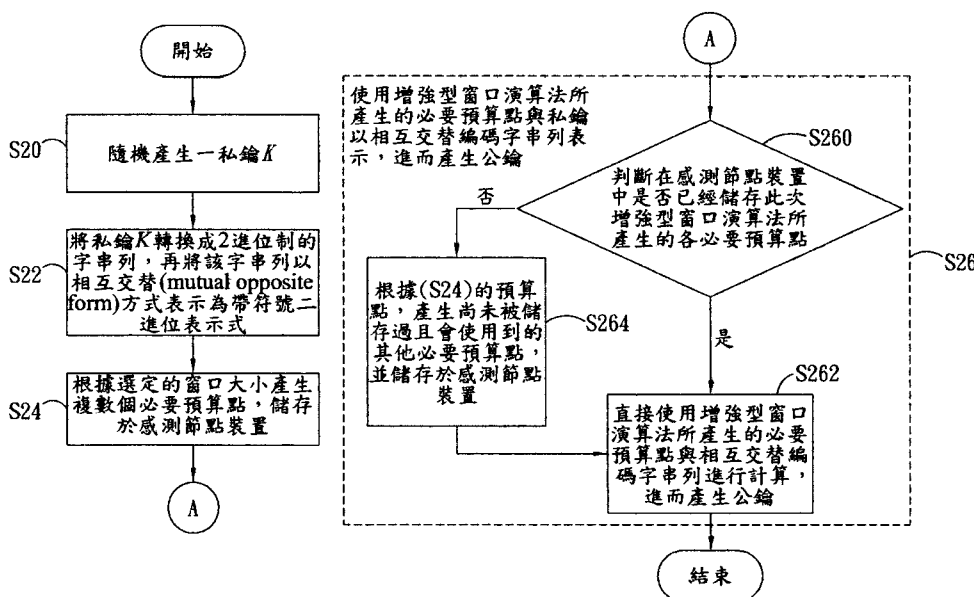 開始
S20
隨機產生一私鑰K
S22
將私鑰K轉換成2進位制的
字串列，再將該字串列以
相互交替(mutual opposite
form)方式表示為帶符號二
進位表示式
S24
根據選定的窗口大小產生
複數個必要預算點，儲存
於感測節點裝置
A
A
使用增強型窗口演算法所
產生的必要預算點與私鑰
以相互交替編碼字串列表
示，進而產生公鑰
S260
判斷在感測節點裝置
中是否已經儲存此次
增強型窗口演算法所
產生的各必要預算點
否
S26
根據(S24)的預算
點，產生尚未被儲
存過且會使用到的
其他必要預算點，
並儲存於感測節點
裝置
S264
是
S262
直接使用增強型窗口
演算法所產生的必要
預算點與相互交替編
碼字串列進行計算，
進而產生公鑰
結束